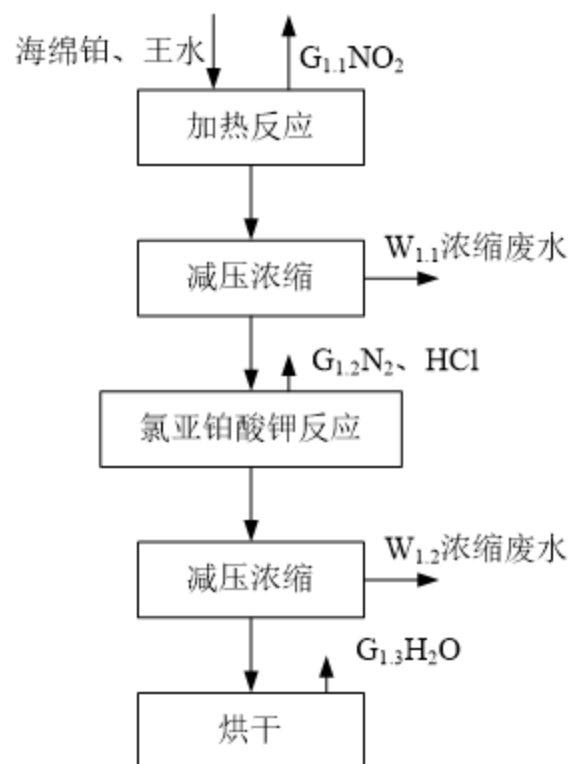 海绵铂、王水
G₁.₁NO₂
加热反应
减压浓缩
W₁.₁浓缩废水
G₁.₂N₂、HCl
氯亚铂酸钾反应
减压浓缩
W₁.₂浓缩废水
G₁.₃H₂O
烘干